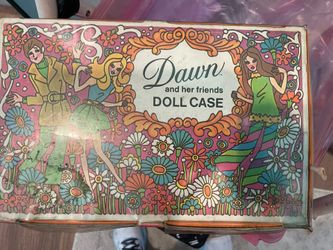 Dawn
and her friends
DOLL CASE